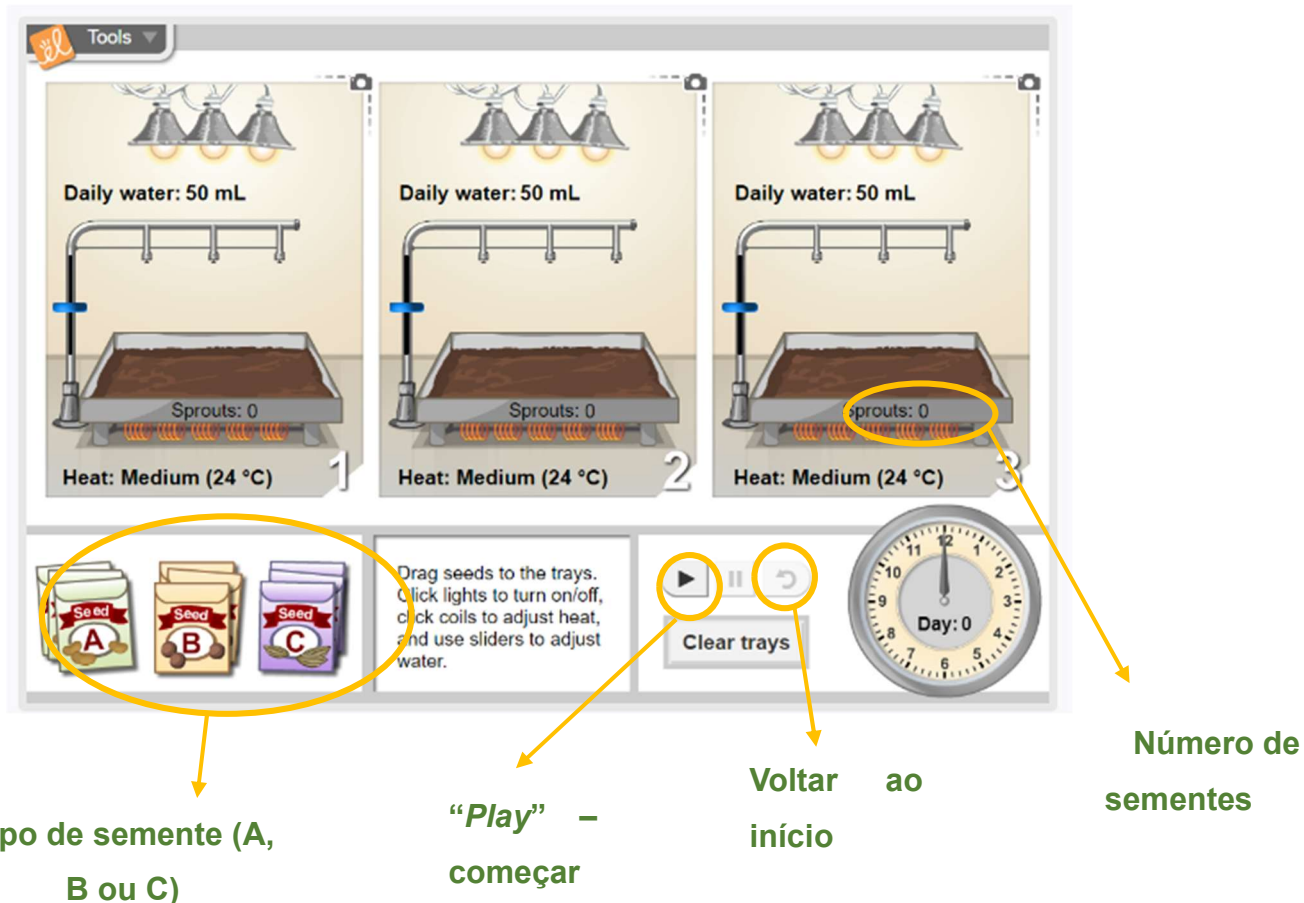 Tools
Daily water: 50 mL
Daily water: 50 mL
Daily water: 50 mL
Sprouts: 0
Sprouts: 0
Sprouts: 0
Heat: Medium (24 °C)
1
Heat: Medium (24 °C)
2
Heat: Medium (24 °C)
3
Seed
A
Seed
B
Seed
C
Drag seeds to the trays.
Click lights to turn on/off,
click coils to adjust heat,
and use sliders to adjust
water.
Clear trays
12
1
2
3
4
5
6
7
8
9
10
11
Day: 0
po de semente (A,
B ou C)
“Play” –
começar
Voltar ao
início
Número de
sementes